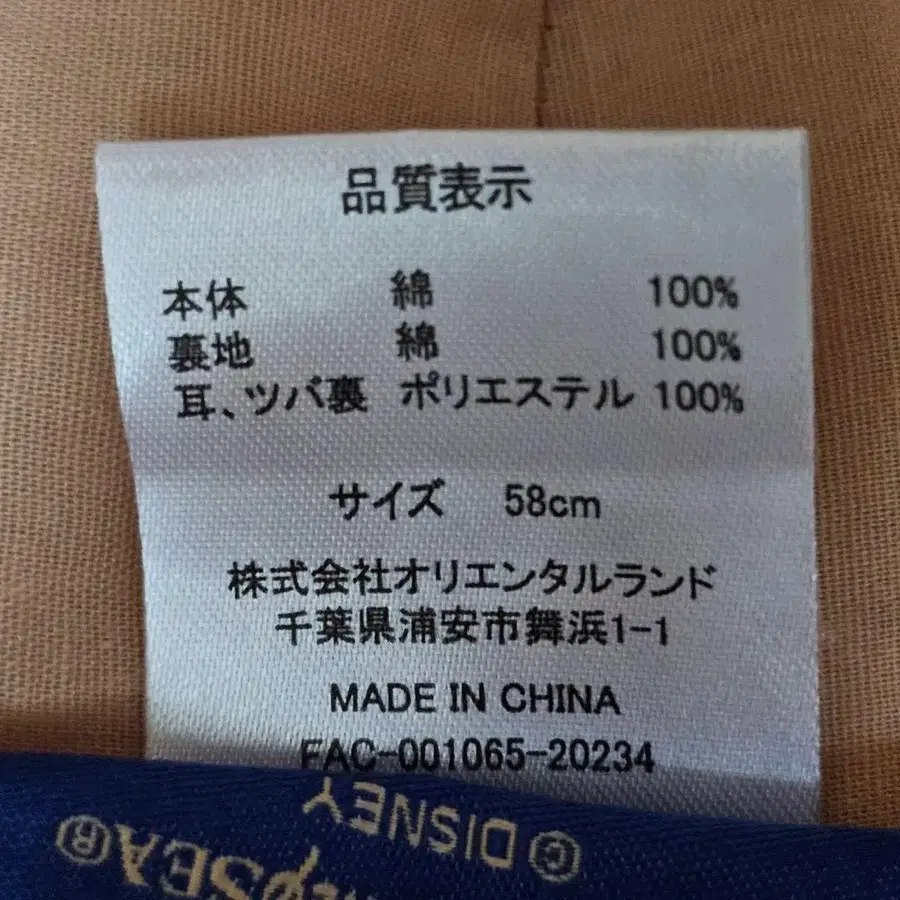 品質表示
本体 綿 100%
裏地 綿 100%
耳、ツバ裏 ポリエステル 100%
サイズ 58cm
株式会社オリエンタルランド
千葉県浦安市舞浜1-1
MADE IN CHINA
FAC-001065-20234
© DISNEY
SEA®